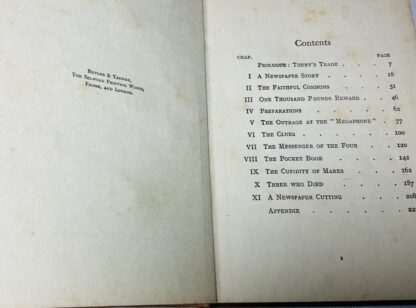 BUTLER & TANNER,
THE SELWOOD PRINTING WORKS,
FROME, AND LONDON.
Contents
CHAP. PAGE
PROLOGUE: THERY'S TRADE . . . 7
I A NEWSPAPER STORY . . . . 18
II THE FAITHFUL COMMONS . . . 31
III ONE THOUSAND POUNDS REWARD . . 46
IV PREPARATIONS . . . . . 62
V THE OUTRAGE AT THE "MEGAPHONE" . 77
VI THE CLUES . . . . . 100
VII THE MESSENGER OF THE FOUR . . 120
VIII THE POCKET BOOK . . . . 142
IX THE CUPIDITY OF MARKS . . . 162
X THREE WHO DIED . . . . 187
XI A NEWSPAPER CUTTING . . . 208
APPENDIX . . . . .